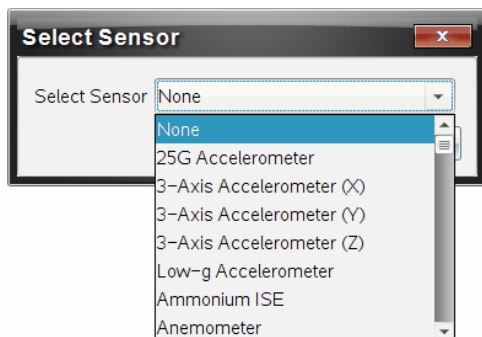 Select Sensor
x
Select Sensor None
None
25G Accelerometer
3-Axis Accelerometer (X)
3-Axis Accelerometer (Y)
3-Axis Accelerometer (Z)
Low-g Accelerometer
Ammonium ISE
Anemometer